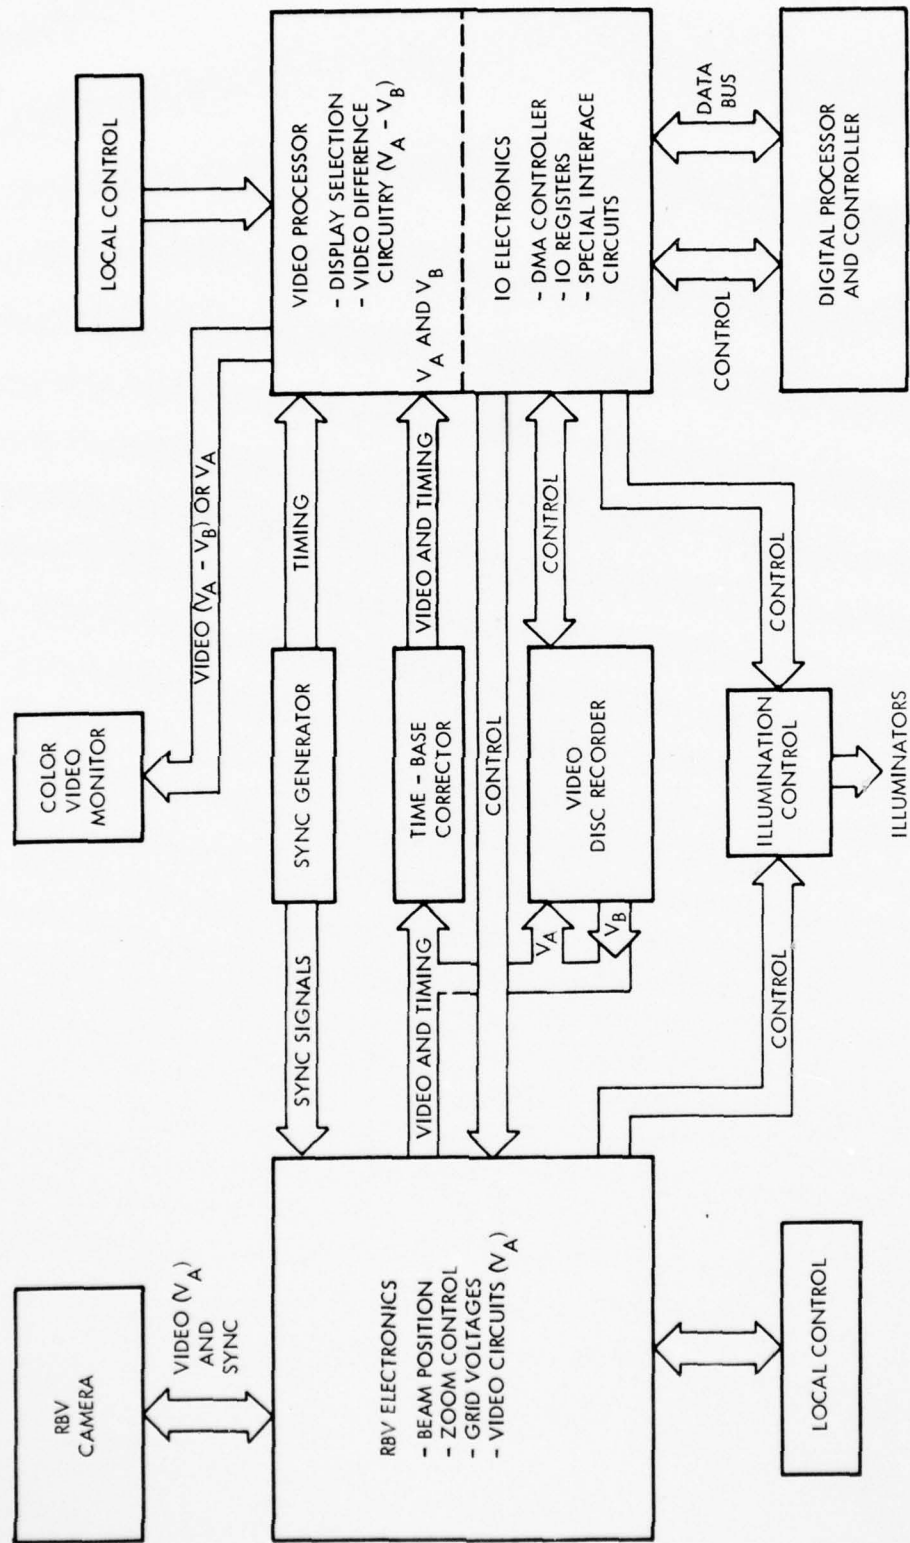 RBV
CAMERA
VIDEO (V_A)
AND
SYNC
RBV ELECTRONICS
- BEAM POSITION
- ZOOM CONTROL
- GRID VOLTAGES
- VIDEO CIRCUITS (V_A)
LOCAL CONTROL
COLOR
VIDEO
MONITOR
VIDEO (V_A - V_B) OR V_A
LOCAL CONTROL
SYNC SIGNALS
SYNC GENERATOR
TIMING
VIDEO AND TIMING
TIME - BASE
CORRECTOR
VIDEO AND TIMING
CONTROL
V_A
V_B
VIDEO
DISC RECORDER
CONTROL
VIDEO PROCESSOR
- DISPLAY SELECTION
- VIDEO DIFFERENCE
CIRCUITRY (V_A - V_B)
V_A AND V_B
IO ELECTRONICS
- DMA CONTROLLER
- IO REGISTERS
- SPECIAL INTERFACE
CIRCUITS
CONTROL
ILLUMINATION
CONTROL
CONTROL
ILLUMINATORS
CONTROL
DATA
BUS
DIGITAL PROCESSOR
AND CONTROLLER